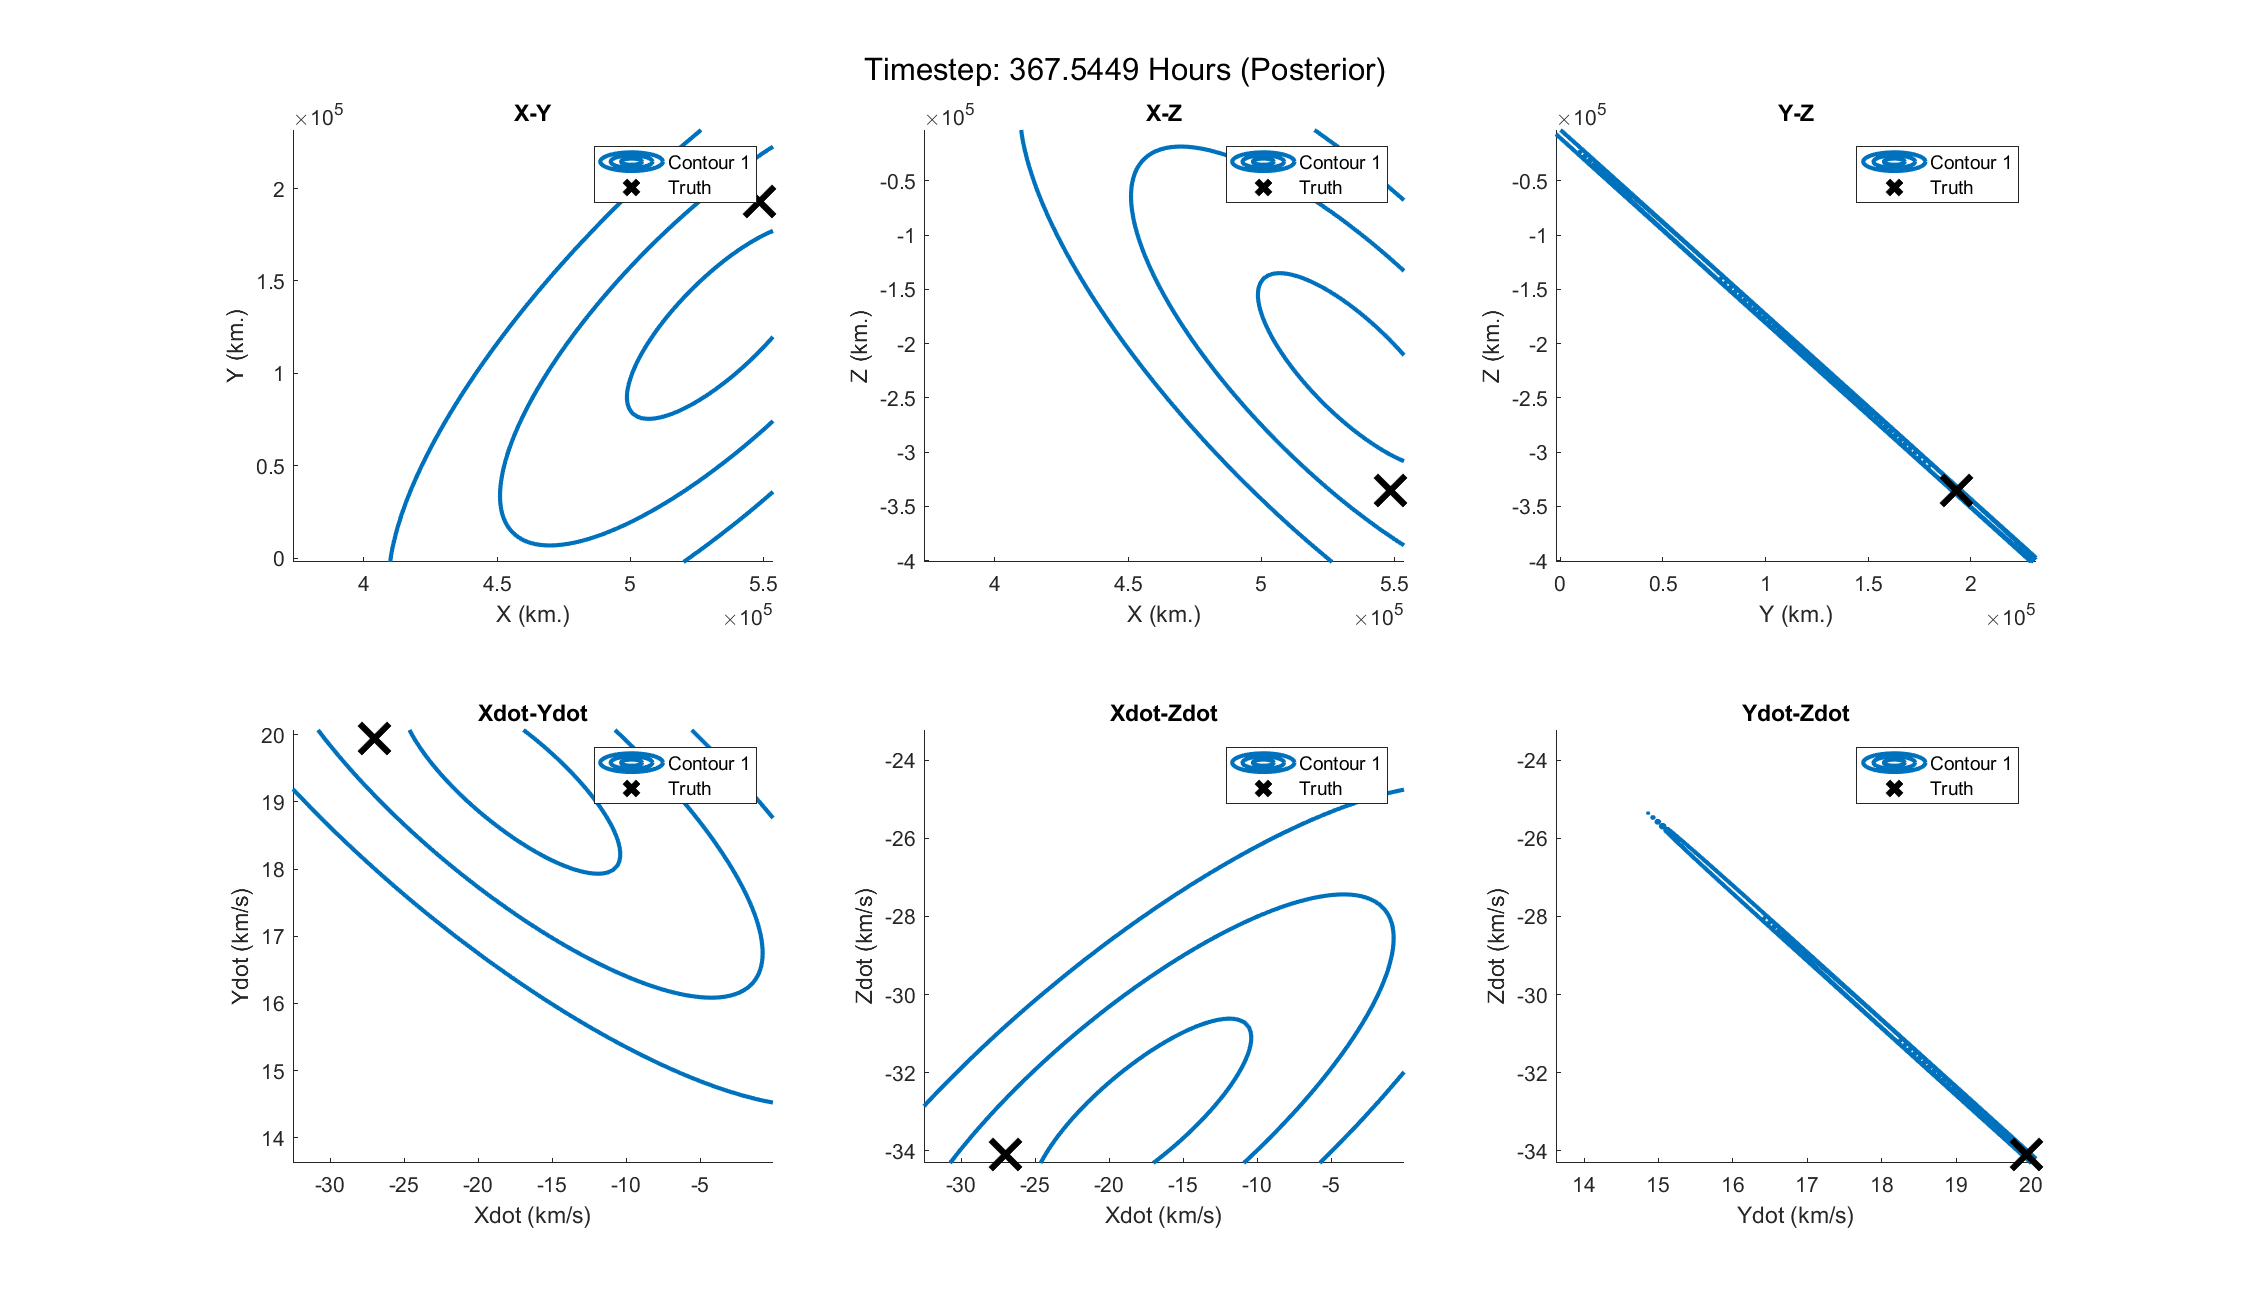 Timestep: 367.5449 Hours (Posterior)
X-Y
×10^5
2
1.5
1
0.5
0
Y (km.)
4
4.5
5
5.5
×10^5
X (km.)
Contour 1
Truth
X-Z
×10^5
-0.5
-1
-1.5
-2
-2.5
-3
-3.5
-4
Z (km.)
4
4.5
5
5.5
×10^5
X (km.)
Contour 1
Truth
Y-Z
×10^5
-0.5
-1
-1.5
-2
-2.5
-3
-3.5
-4
Z (km.)
0
0.5
1
1.5
2
×10^5
Y (km.)
Contour 1
Truth
Xdot-Ydot
20
19
18
17
16
15
14
Ydot (km/s)
-30
-25
-20
-15
-10
-5
Xdot (km/s)
Contour 1
Truth
Xdot-Zdot
-24
-26
-28
-30
-32
-34
Zdot (km/s)
-30
-25
-20
-15
-10
-5
Xdot (km/s)
Contour 1
Truth
Ydot-Zdot
-24
-26
-28
-30
-32
-34
Zdot (km/s)
14
15
16
17
18
19
20
Ydot (km/s)
Contour 1
Truth